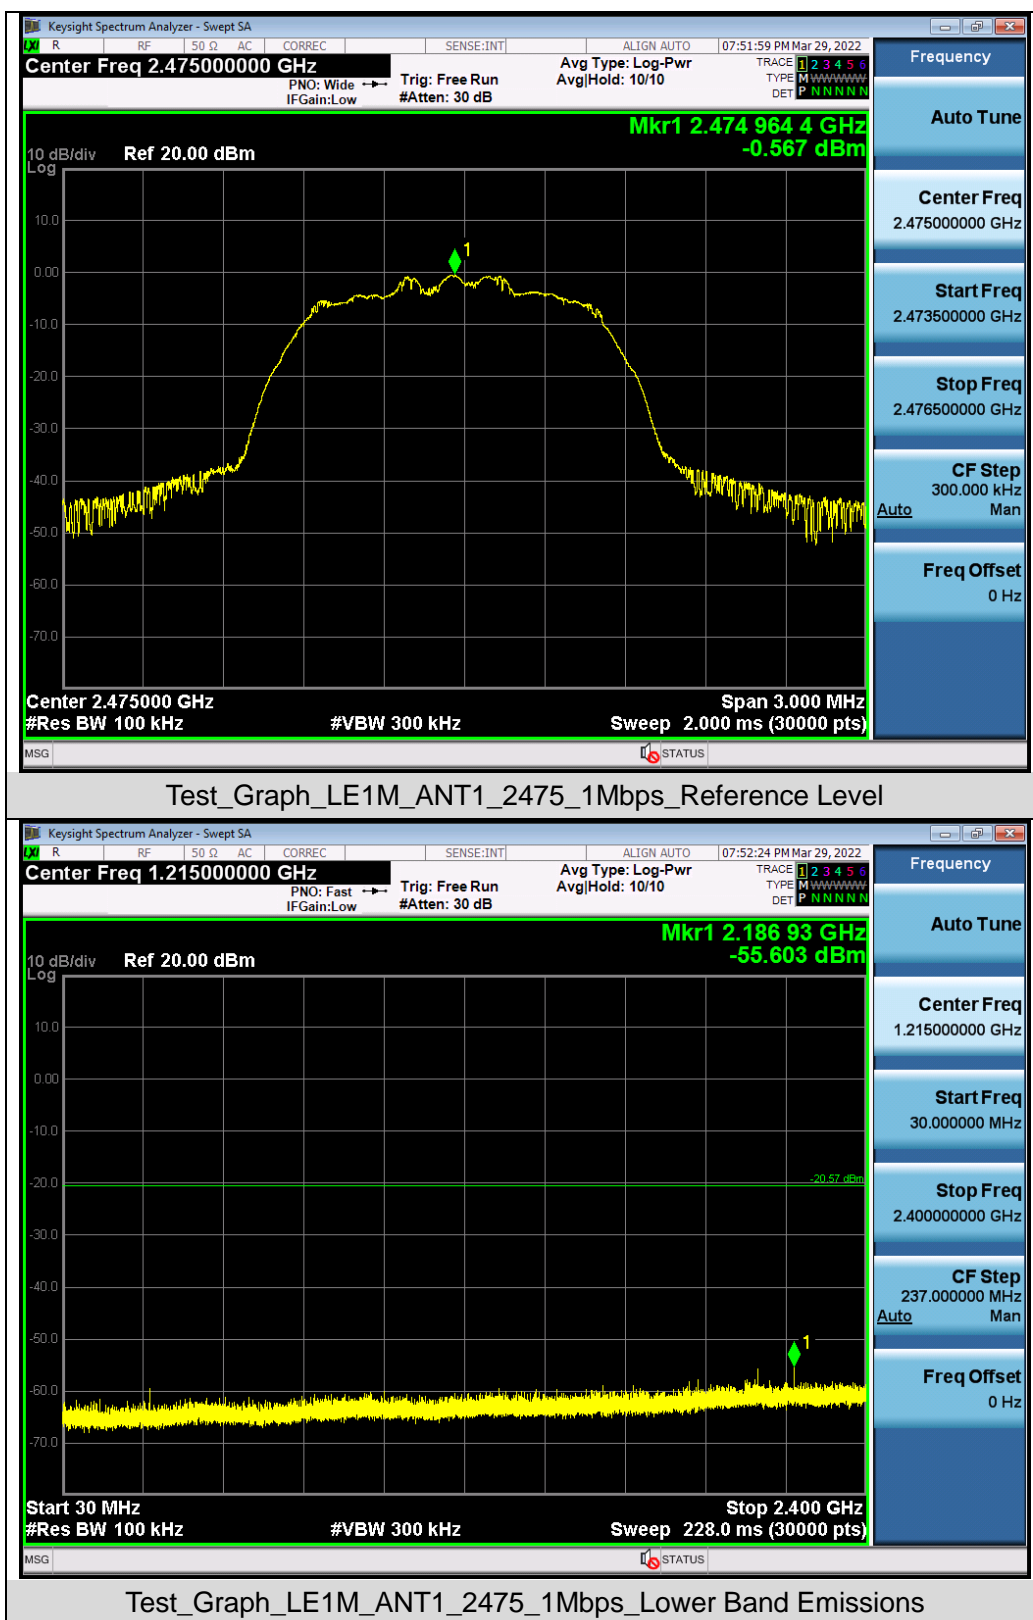 Keysight Spectrum Analyzer - Swept SA
LXI R RF 50 Ω AC CORREC SENSE:INT ALIGN AUTO 07:51:59 PM Mar 29, 2022
Center Freq 2.475000000 GHz
PNO: Wide
IFGain:Low
Trig: Free Run
#Atten: 30 dB
Avg Type: Log-Pwr
Avg|Hold: 10/10
TRACE 1 2 3 4 5 6
TYPE M WWWWW
DET P N N N N N
Mkr1 2.474 964 4 GHz
-0.567 dBm
10 dB/div Ref 20.00 dBm
Log
10.0
0.00
-10.0
-20.0
-30.0
-40.0
-50.0
-60.0
-70.0
1
Center 2.475000 GHz Span 3.000 MHz
#Res BW 100 kHz #VBW 300 kHz Sweep 2.000 ms (30000 pts)
MSG STATUS
Frequency
Auto Tune
Center Freq
2.475000000 GHz
Start Freq
2.473500000 GHz
Stop Freq
2.476500000 GHz
CF Step
300.000 kHz
Auto Man
Freq Offset
0 Hz
Test_Graph_LE1M_ANT1_2475_1Mbps_Reference Level
Keysight Spectrum Analyzer - Swept SA
LXI R RF 50 Ω AC CORREC SENSE:INT ALIGN AUTO 07:52:24 PM Mar 29, 2022
Center Freq 1.215000000 GHz
PNO: Fast
IFGain:Low
Trig: Free Run
#Atten: 30 dB
Avg Type: Log-Pwr
Avg|Hold: 10/10
TRACE 1 2 3 4 5 6
TYPE M WWWWW
DET P N N N N N
Mkr1 2.186 93 GHz
-55.603 dBm
10 dB/div Ref 20.00 dBm
Log
10.0
0.00
-10.0
-20.0
-30.0
-40.0
-50.0
-60.0
-70.0
-20.57 dBm
1
Start 30 MHz Stop 2.400 GHz
#Res BW 100 kHz #VBW 300 kHz Sweep 228.0 ms (30000 pts)
MSG STATUS
Frequency
Auto Tune
Center Freq
1.215000000 GHz
Start Freq
30.000000 MHz
Stop Freq
2.400000000 GHz
CF Step
237.000000 MHz
Auto Man
Freq Offset
0 Hz
Test_Graph_LE1M_ANT1_2475_1Mbps_Lower Band Emissions